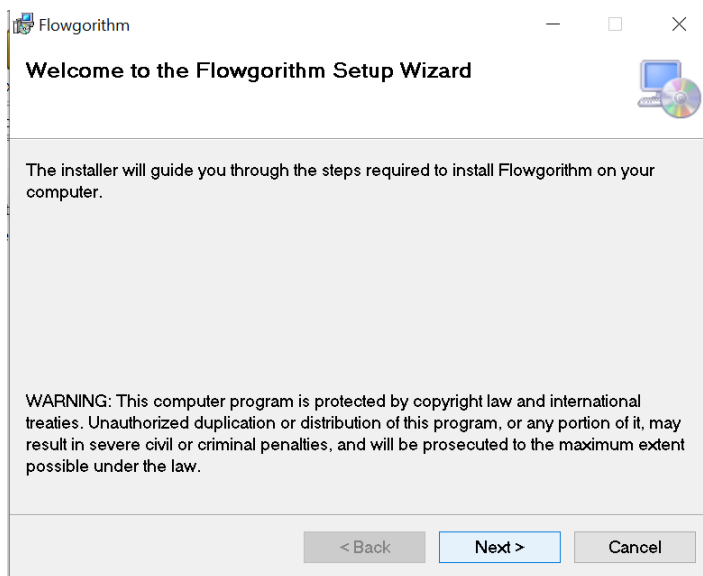 Flowgorithm
Welcome to the Flowgorithm Setup Wizard
The installer will guide you through the steps required to install Flowgorithm on your
computer.
WARNING: This computer program is protected by copyright law and international
treaties. Unauthorized duplication or distribution of this program, or any portion of it, may
result in severe civil or criminal penalties, and will be prosecuted to the maximum extent
possible under the law.
< Back
Next >
Cancel